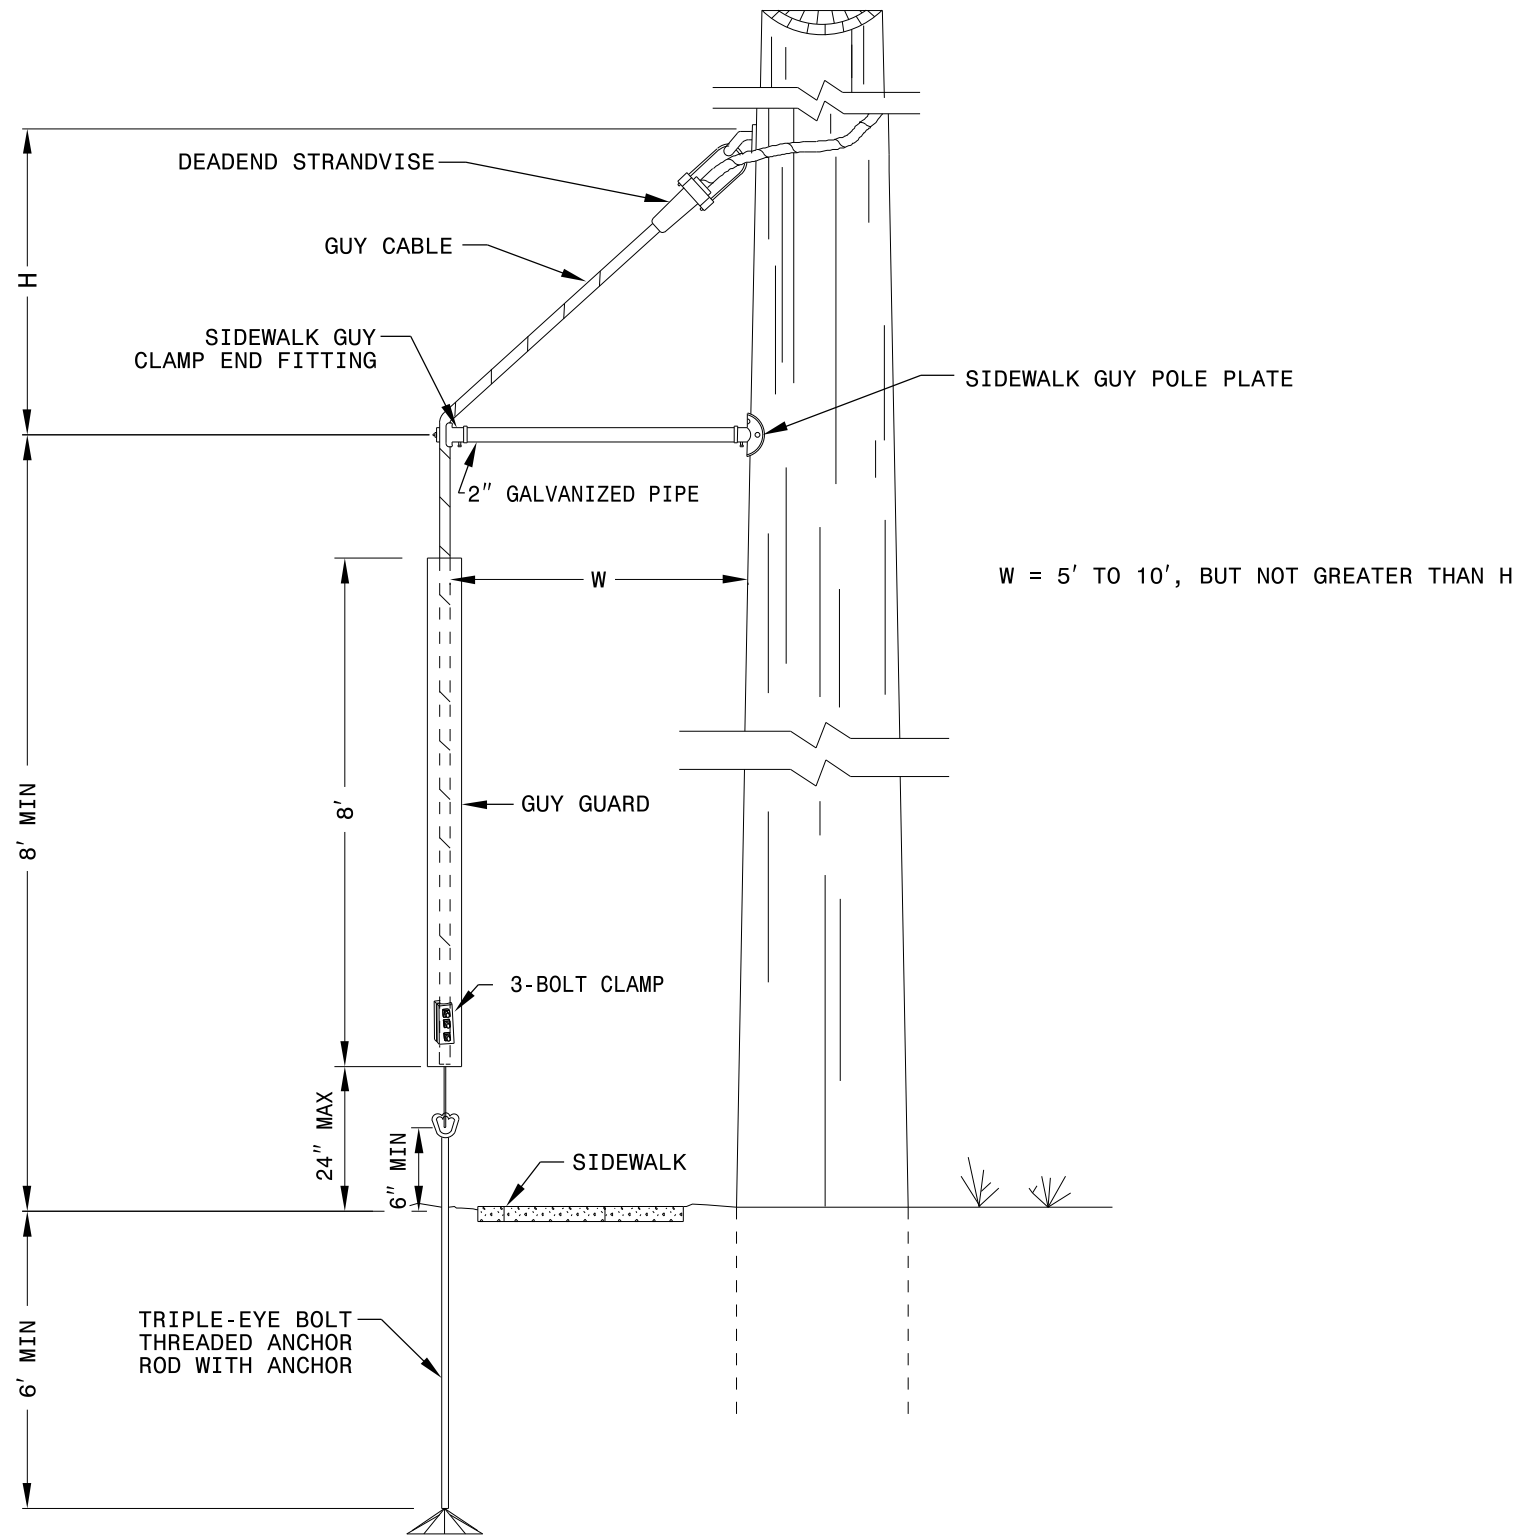 DEADEND STRANDVISE
GUY CABLE
H
SIDEWALK GUY
CLAMP END FITTING
SIDEWALK GUY POLE PLATE
2" GALVANIZED PIPE
W
W = 5' TO 10', BUT NOT GREATER THAN H
8' MIN
8'
GUY GUARD
3-BOLT CLAMP
24" MAX
6" MIN
SIDEWALK
TRIPLE-EYE BOLT
THREADED ANCHOR
ROD WITH ANCHOR
6' MIN